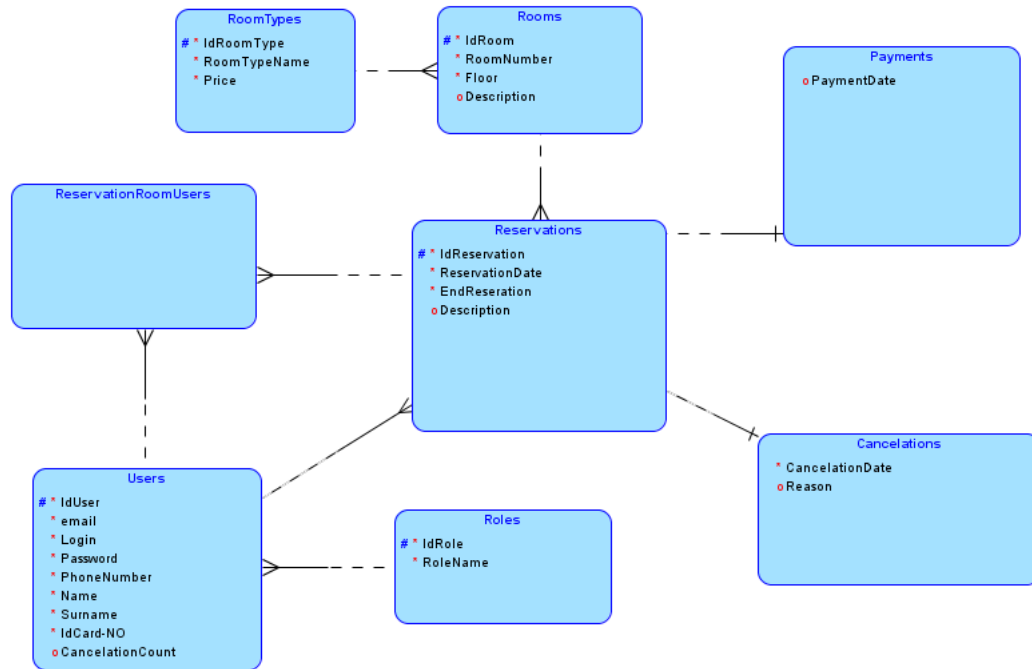 RoomTypes
# * IdRoomType
* RoomTypeName
* Price
Rooms
# * IdRoom
* RoomNumber
* Floor
o Description
Payments
o PaymentDate
ReservationRoomUsers
Reservations
# * IdReservation
* ReservationDate
* EndReseration
o Description
Users
# * IdUser
* email
* Login
* Password
* PhoneNumber
* Name
* Surname
* IdCard-NO
o CancelationCount
Roles
# * IdRole
* RoleName
Cancelations
* CancelationDate
o Reason